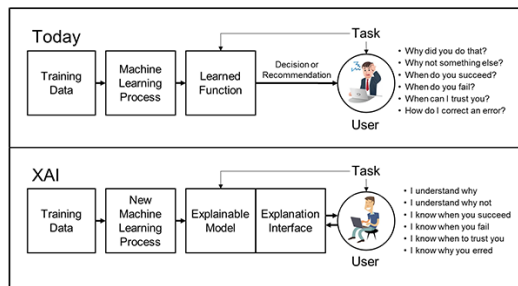 Today
Task
Training
Data
Machine
Learning
Process
Learned
Function
Decision or
Recommendation
User
• Why did you do that?
• Why not something else?
• When do you succeed?
• When do you fail?
• When can I trust you?
• How do I correct an error?
XAI
Task
Training
Data
New
Machine
Learning
Process
Explainable
Model
Explanation
Interface
User
• I understand why
• I understand why not
• I know when you succeed
• I know when you fail
• I know when to trust you
• I know why you erred